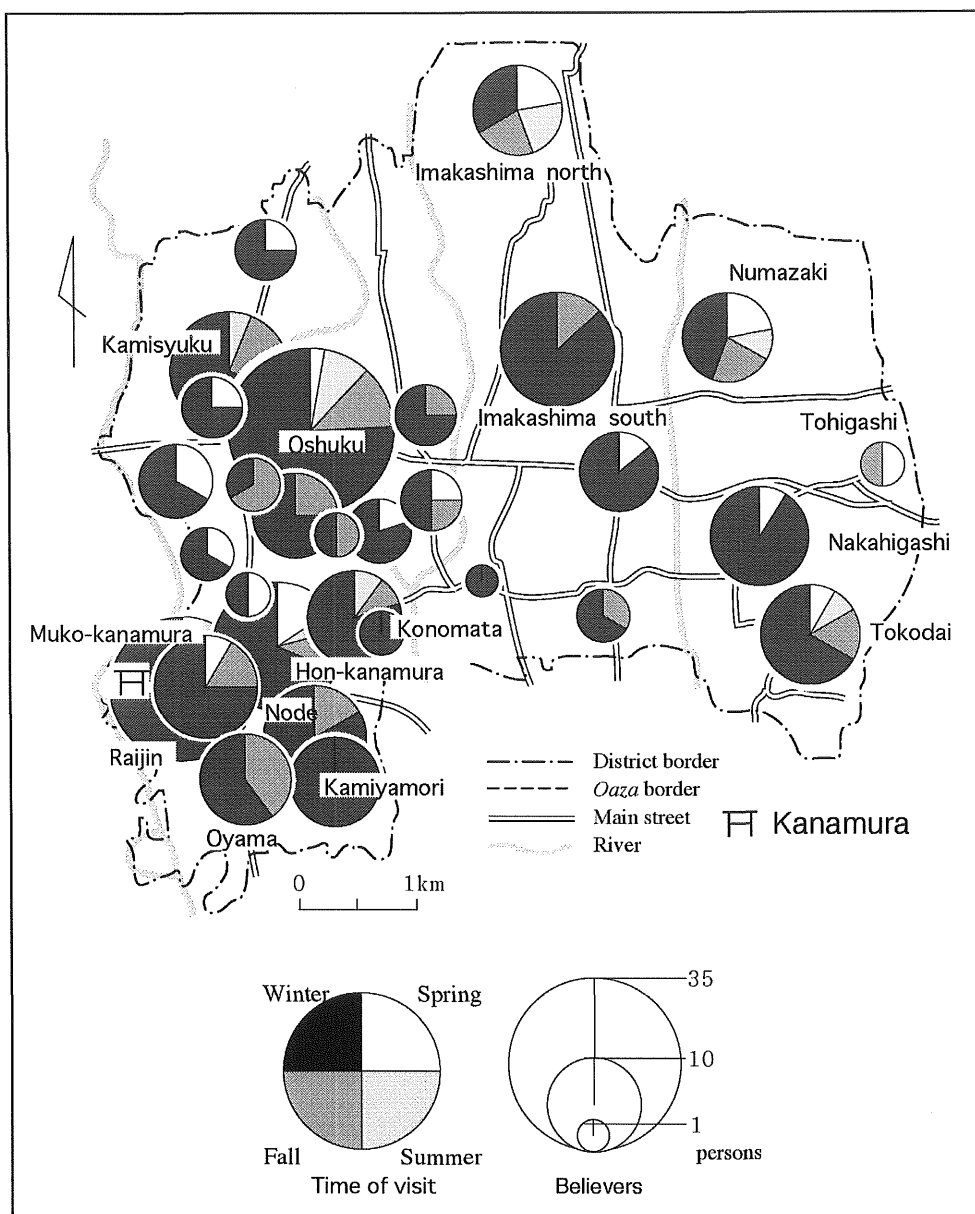 Imakashima north
Numazaki
Kamisyuku
Imakashima south
Tohigashi
Oshuku
Nakahigashi
Konomata
Muko-kanamura
Hon-kanamura
Tokodai
Node
Raijin
Kamiyamori
Oyama
District border
Oaza border
Main street
River
Kanamura
0 1km
Winter Spring
Fall Summer
Time of visit
35
10
1
persons
Believers